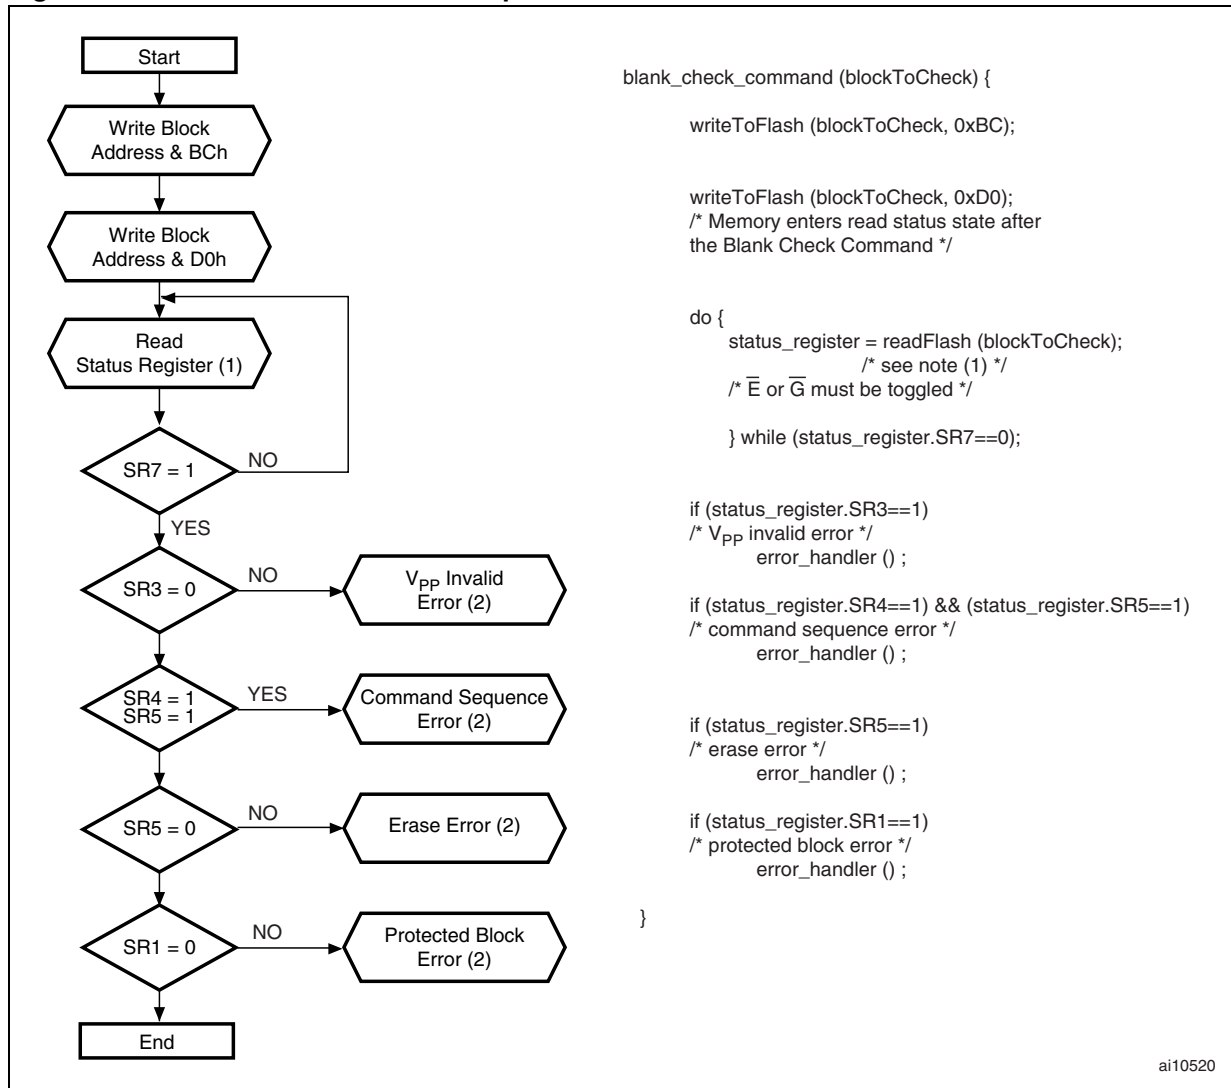 Start
Write Block
Address & BCh
Write Block
Address & D0h
Read
Status Register (1)
SR7 = 1
NO
YES
SR3 = 0
NO
VPP Invalid
Error (2)
SR4 = 1
SR5 = 1
YES
Command Sequence
Error (2)
SR5 = 0
NO
Erase Error (2)
SR1 = 0
NO
Protected Block
Error (2)
End
blank_check_command (blockToCheck) {
writeToFlash (blockToCheck, 0xBC);
writeToFlash (blockToCheck, 0xD0);
/* Memory enters read status state after
the Blank Check Command */
do {
status_register = readFlash (blockToCheck);
/* see note (1) */
/* E̅ or G̅ must be toggled */
} while (status_register.SR7==0);
if (status_register.SR3==1)
/* VPP invalid error */
error_handler () ;
if (status_register.SR4==1) && (status_register.SR5==1)
/* command sequence error */
error_handler () ;
if (status_register.SR5==1)
/* erase error */
error_handler () ;
if (status_register.SR1==1)
/* protected block error */
error_handler () ;
}
ai10520